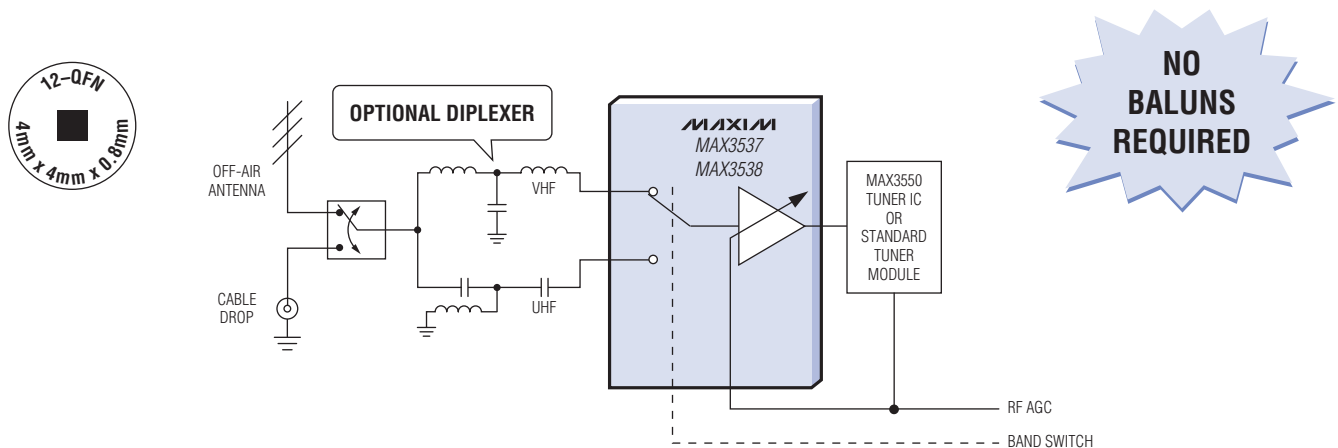 12–QFN
4mm x 4mm x 0.8mm
OFF-AIR
ANTENNA
CABLE
DROP
OPTIONAL DIPLEXER
VHF
UHF
MAXIM
MAX3537
MAX3538
MAX3550
TUNER IC
OR
STANDARD
TUNER
MODULE
RF AGC
BAND SWITCH
NO
BALUNS
REQUIRED